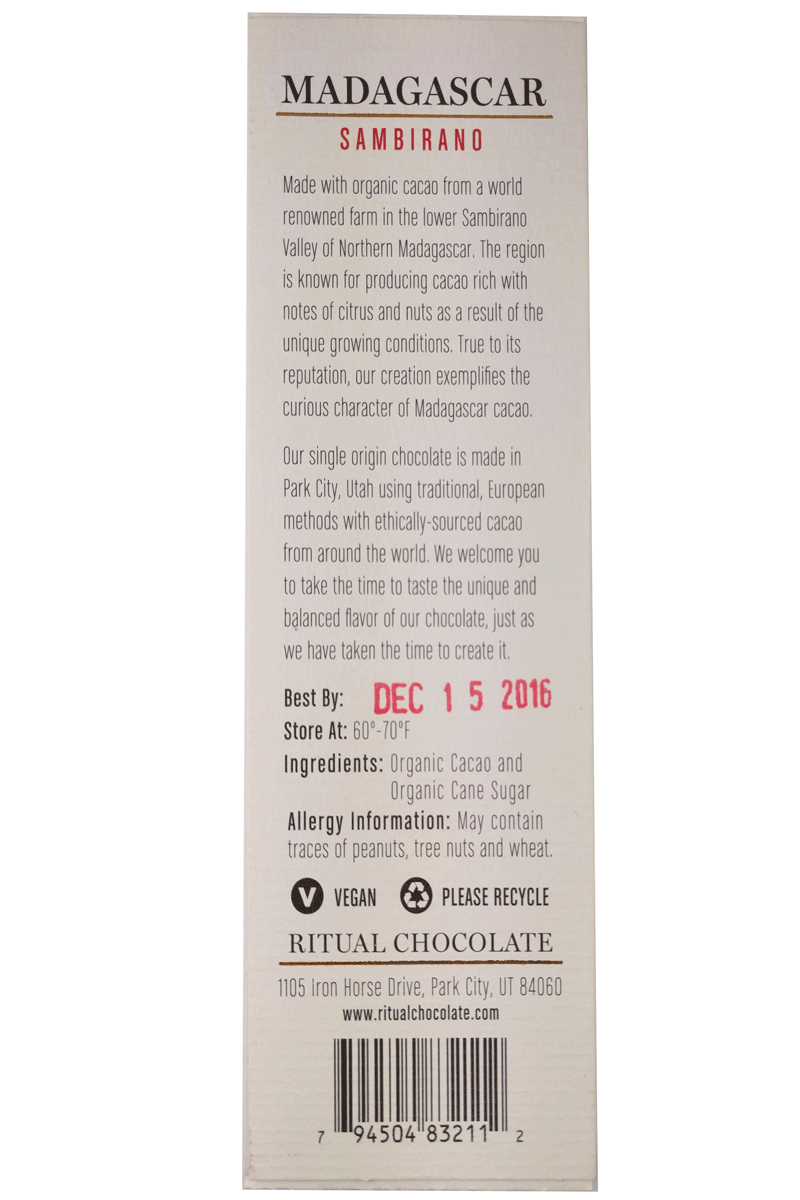 MADAGASCAR
SAMBIRANO
Made with organic cacao from a world
renowned farm in the lower Sambirano
Valley of Northern Madagascar. The region
is known for producing cacao rich with
notes of citrus and nuts as a result of the
unique growing conditions. True to its
reputation, our creation exemplifies the
curious character of Madagascar cacao.
Our single origin chocolate is made in
Park City, Utah using traditional, European
methods with ethically-sourced cacao
from around the world. We welcome you
to take the time to taste the unique and
balanced flavor of our chocolate, just as
we have taken the time to create it.
Best By: DEC 15 2016
Store At: 60°-70°F
Ingredients: Organic Cacao and
Organic Cane Sugar
Allergy Information: May contain
traces of peanuts, tree nuts and wheat.
V VEGAN PLEASE RECYCLE
RITUAL CHOCOLATE
1105 Iron Horse Drive, Park City, UT 84060
www.ritualchocolate.com
7 94504 83211 2